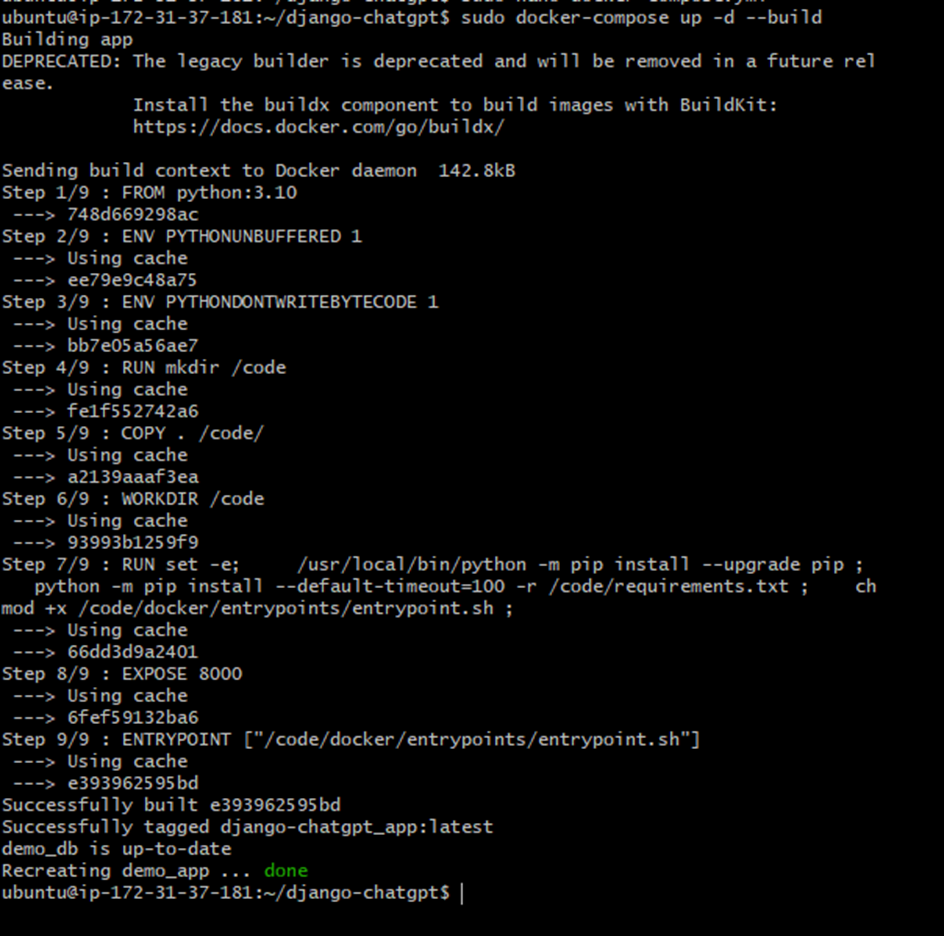 ubuntu@ip-172-31-37-181:~/django-chatgpt$ sudo docker-compose up -d --build
Building app
DEPRECATED: The legacy builder is deprecated and will be removed in a future rel
ease.
            Install the buildx component to build images with BuildKit:
            https://docs.docker.com/go/buildx/

Sending build context to Docker daemon  142.8kB
Step 1/9 : FROM python:3.10
 ---> 748d669298ac
Step 2/9 : ENV PYTHONUNBUFFERED 1
 ---> Using cache
 ---> ee79e9c48a75
Step 3/9 : ENV PYTHONDONTWRITEBYTECODE 1
 ---> Using cache
 ---> bb7e05a56ae7
Step 4/9 : RUN mkdir /code
 ---> Using cache
 ---> fe1f552742a6
Step 5/9 : COPY . /code/
 ---> Using cache
 ---> a2139aaaf3ea
Step 6/9 : WORKDIR /code
 ---> Using cache
 ---> 93993b1259f9
Step 7/9 : RUN set -e;     /usr/local/bin/python -m pip install --upgrade pip ;
   python -m pip install --default-timeout=100 -r /code/requirements.txt ;    ch
mod +x /code/docker/entrypoints/entrypoint.sh ;
 ---> Using cache
 ---> 66dd3d9a2401
Step 8/9 : EXPOSE 8000
 ---> Using cache
 ---> 6fef59132ba6
Step 9/9 : ENTRYPOINT ["/code/docker/entrypoints/entrypoint.sh"]
 ---> Using cache
 ---> e393962595bd
Successfully built e393962595bd
Successfully tagged django-chatgpt_app:latest
demo_db is up-to-date
Recreating demo_app ... done
ubuntu@ip-172-31-37-181:~/django-chatgpt$